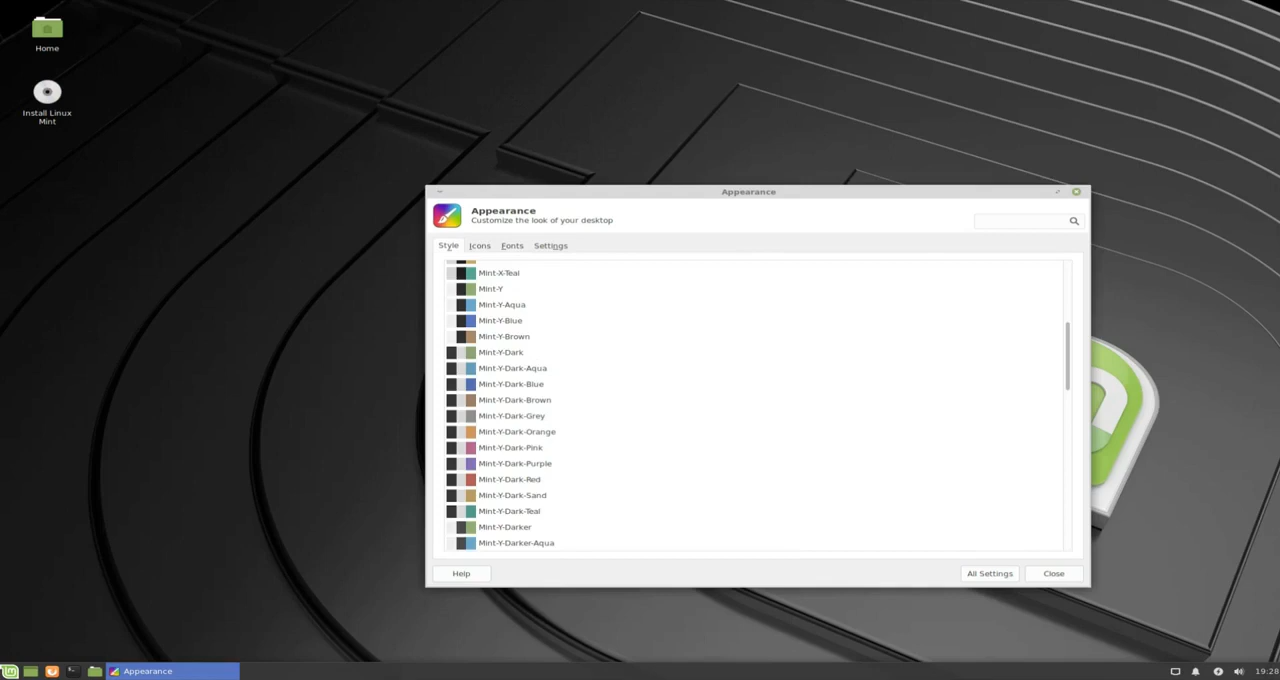 Home
Install Linux
Mint
Appearance
Appearance
Customize the look of your desktop
Style Icons Fonts Settings
Mint-X-Teal
Mint-Y
Mint-Y-Aqua
Mint-Y-Blue
Mint-Y-Brown
Mint-Y-Dark
Mint-Y-Dark-Aqua
Mint-Y-Dark-Blue
Mint-Y-Dark-Brown
Mint-Y-Dark-Grey
Mint-Y-Dark-Orange
Mint-Y-Dark-Pink
Mint-Y-Dark-Purple
Mint-Y-Dark-Red
Mint-Y-Dark-Sand
Mint-Y-Dark-Teal
Mint-Y-Darker
Mint-Y-Darker-Aqua
Help All Settings Close
Appearance 19:28